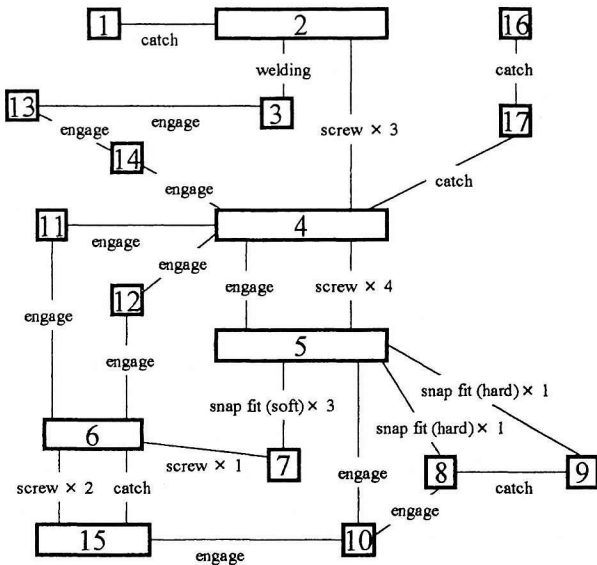 1
catch
2
16
welding
catch
13
engage
3
17
engage
14
screw × 3
engage
catch
11
engage
4
engage
12
engage
screw × 4
engage
engage
5
snap fit (hard) × 1
snap fit (soft) × 3
snap fit (hard) × 1
6
screw × 1
7
8
catch
9
screw × 2
catch
engage
engage
15
engage
10